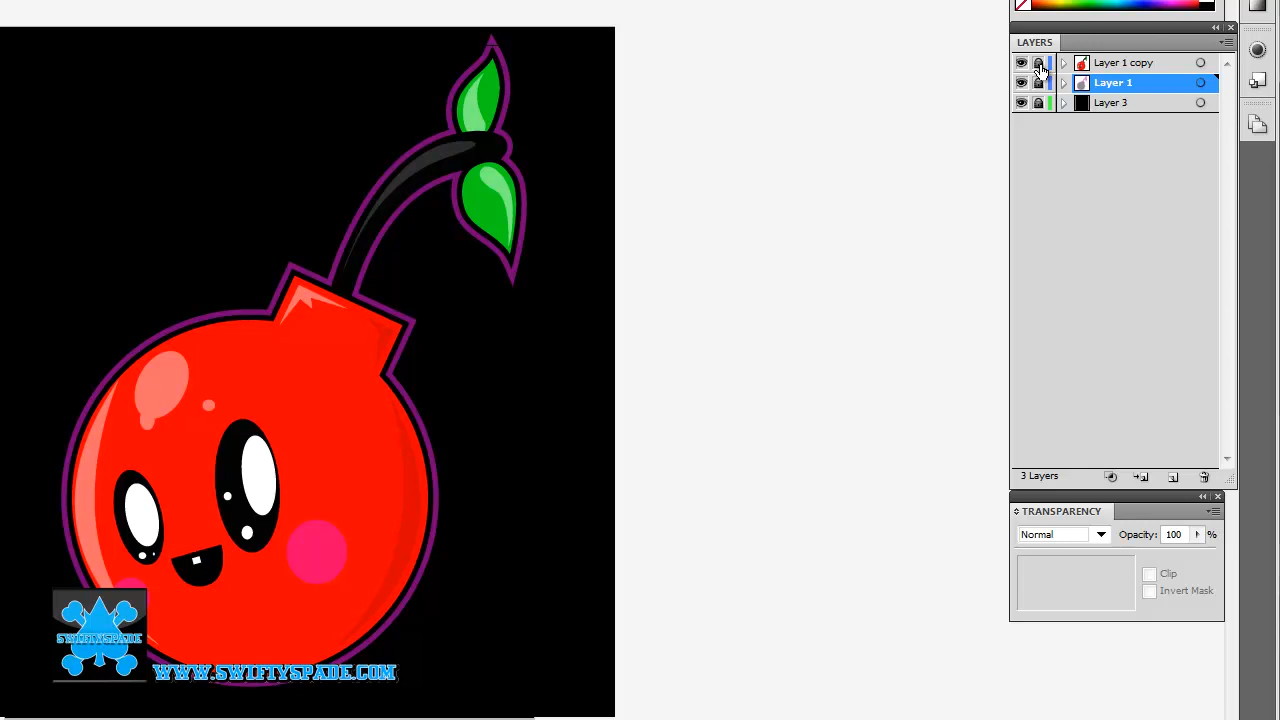 LAYERS
Layer 1 copy
Layer 1
Layer 3
3 Layers
TRANSPARENCY
Normal
Opacity: 100 %
Clip
Invert Mask
SWIFTYSPADE
WWW.SWIFTYSPADE.COM